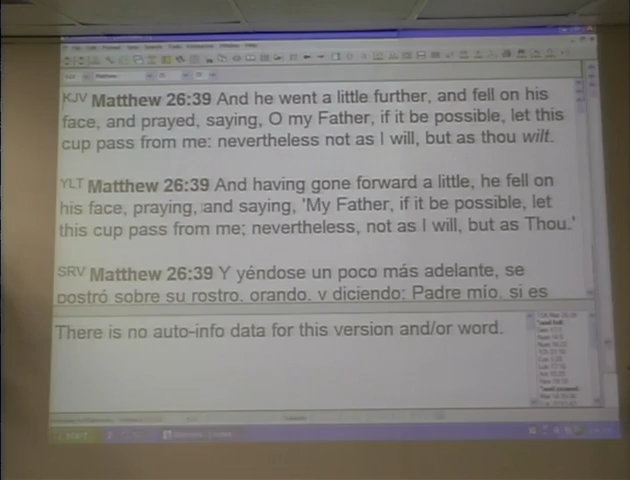 KJV Matthew 26:39 And he went a little further, and fell on his
face, and prayed, saying, O my Father, if it be possible, let this
cup pass from me: nevertheless not as I will, but as thou wilt.
YLT Matthew 26:39 And having gone forward a little, he fell on
his face, praying, and saying, 'My Father, if it be possible, let
this cup pass from me; nevertheless, not as I will, but as Thou.'
SRV Matthew 26:39 Y yéndose un poco más adelante, se
postró sobre su rostro, orando, y diciendo: Padre mío, si es
There is no auto-info data for this version and/or word.
start